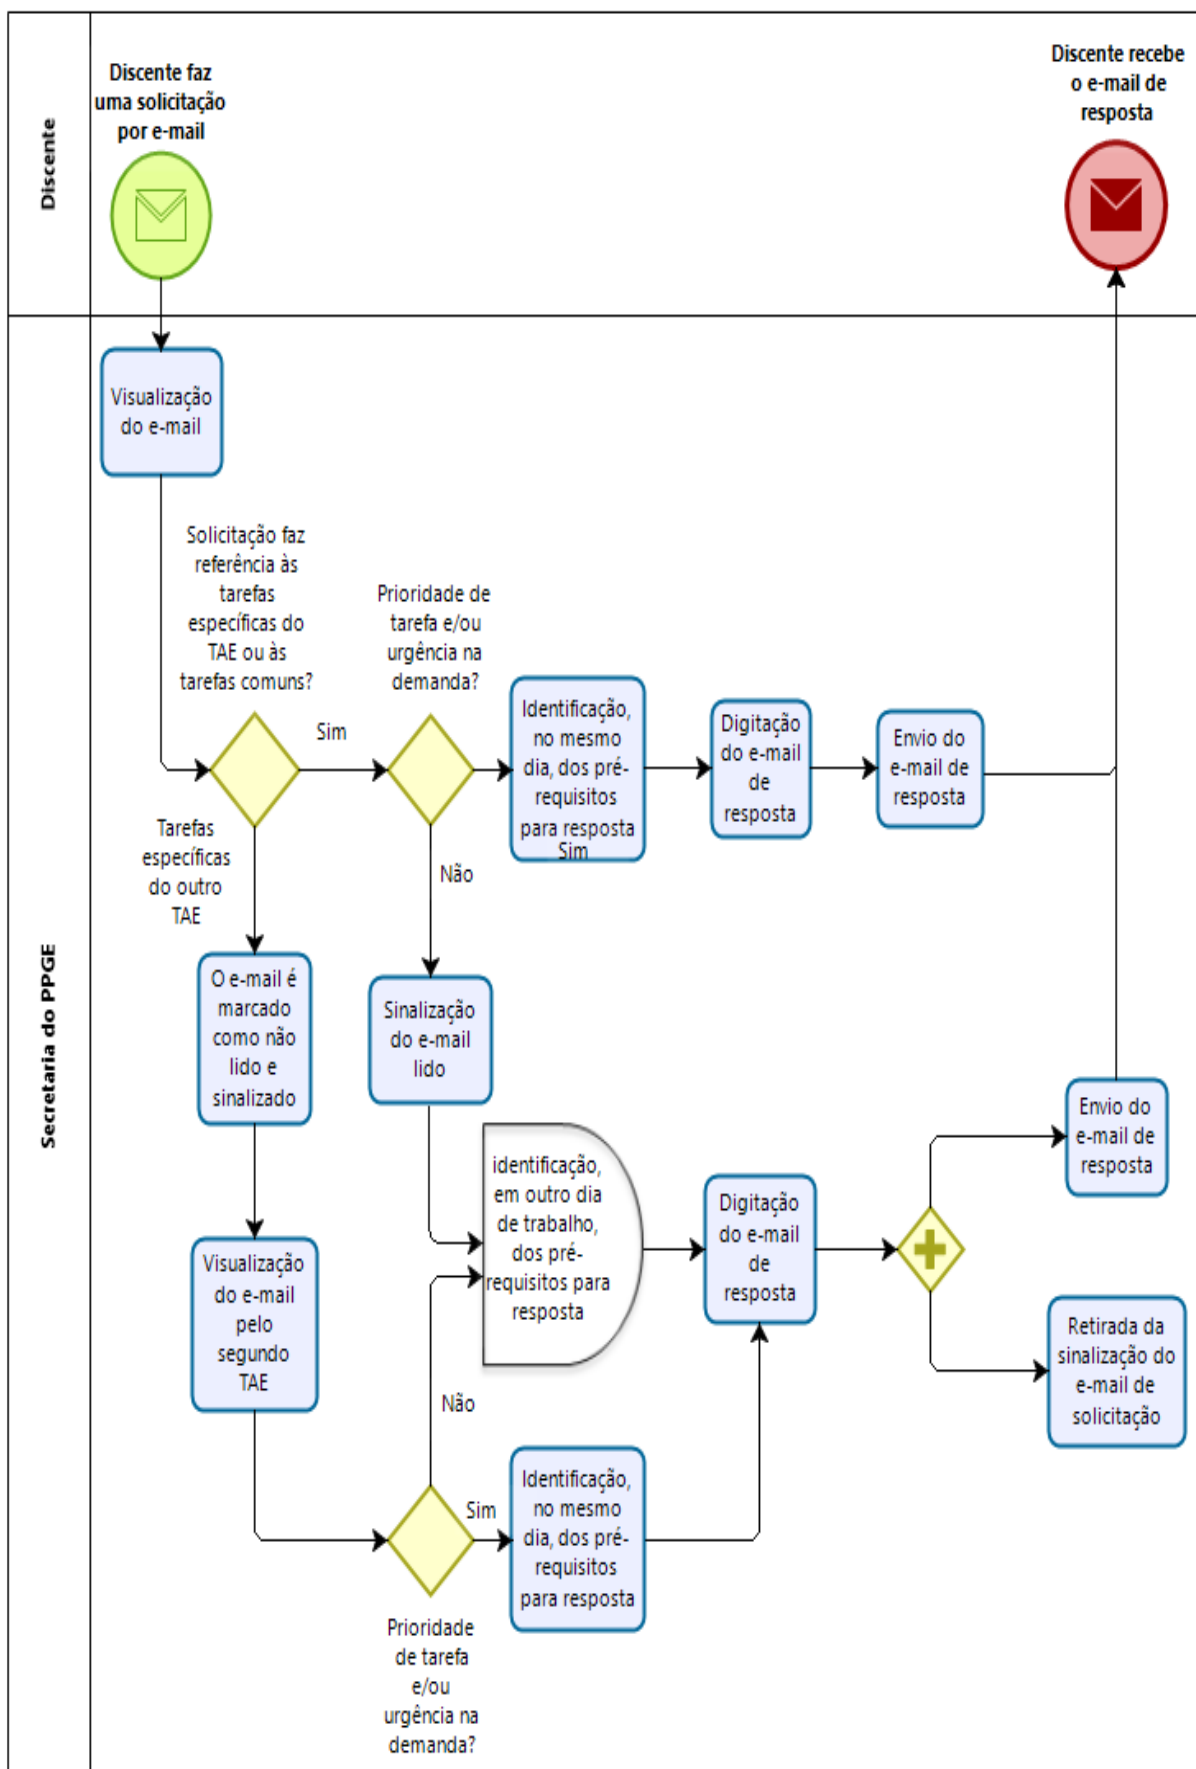 Discente
Discente faz
uma solicitação
por e-mail
Discente recebe
o e-mail de
resposta
Secretaria do PPGE
Visualização
do e-mail
Solicitação faz
referência às
tarefas
específicas do
TAE ou às
tarefas comuns?
Sim
Prioridade de
tarefa e/ou
urgência na
demanda?
Identificação,
no mesmo
dia, dos pré-
requisitos
para resposta
Sim
Digitação
do e-mail
de
resposta
Envio do
e-mail de
resposta
Tarefas
específicas
do outro
TAE
Não
O e-mail é
marcado
como não
lido e
sinalizado
Sinalização
do e-mail
lido
identificação,
em outro dia
de trabalho,
dos pré-
requisitos para
resposta
Digitação
do e-mail
de
resposta
Envio do
e-mail de
resposta
Retirada da
sinalização do
e-mail de
solicitação
Visualização
do e-mail
pelo
segundo
TAE
Não
Sim
Identificação,
no mesmo
dia, dos pré-
requisitos
para resposta
Prioridade
de tarefa
e/ou
urgência na
demanda?